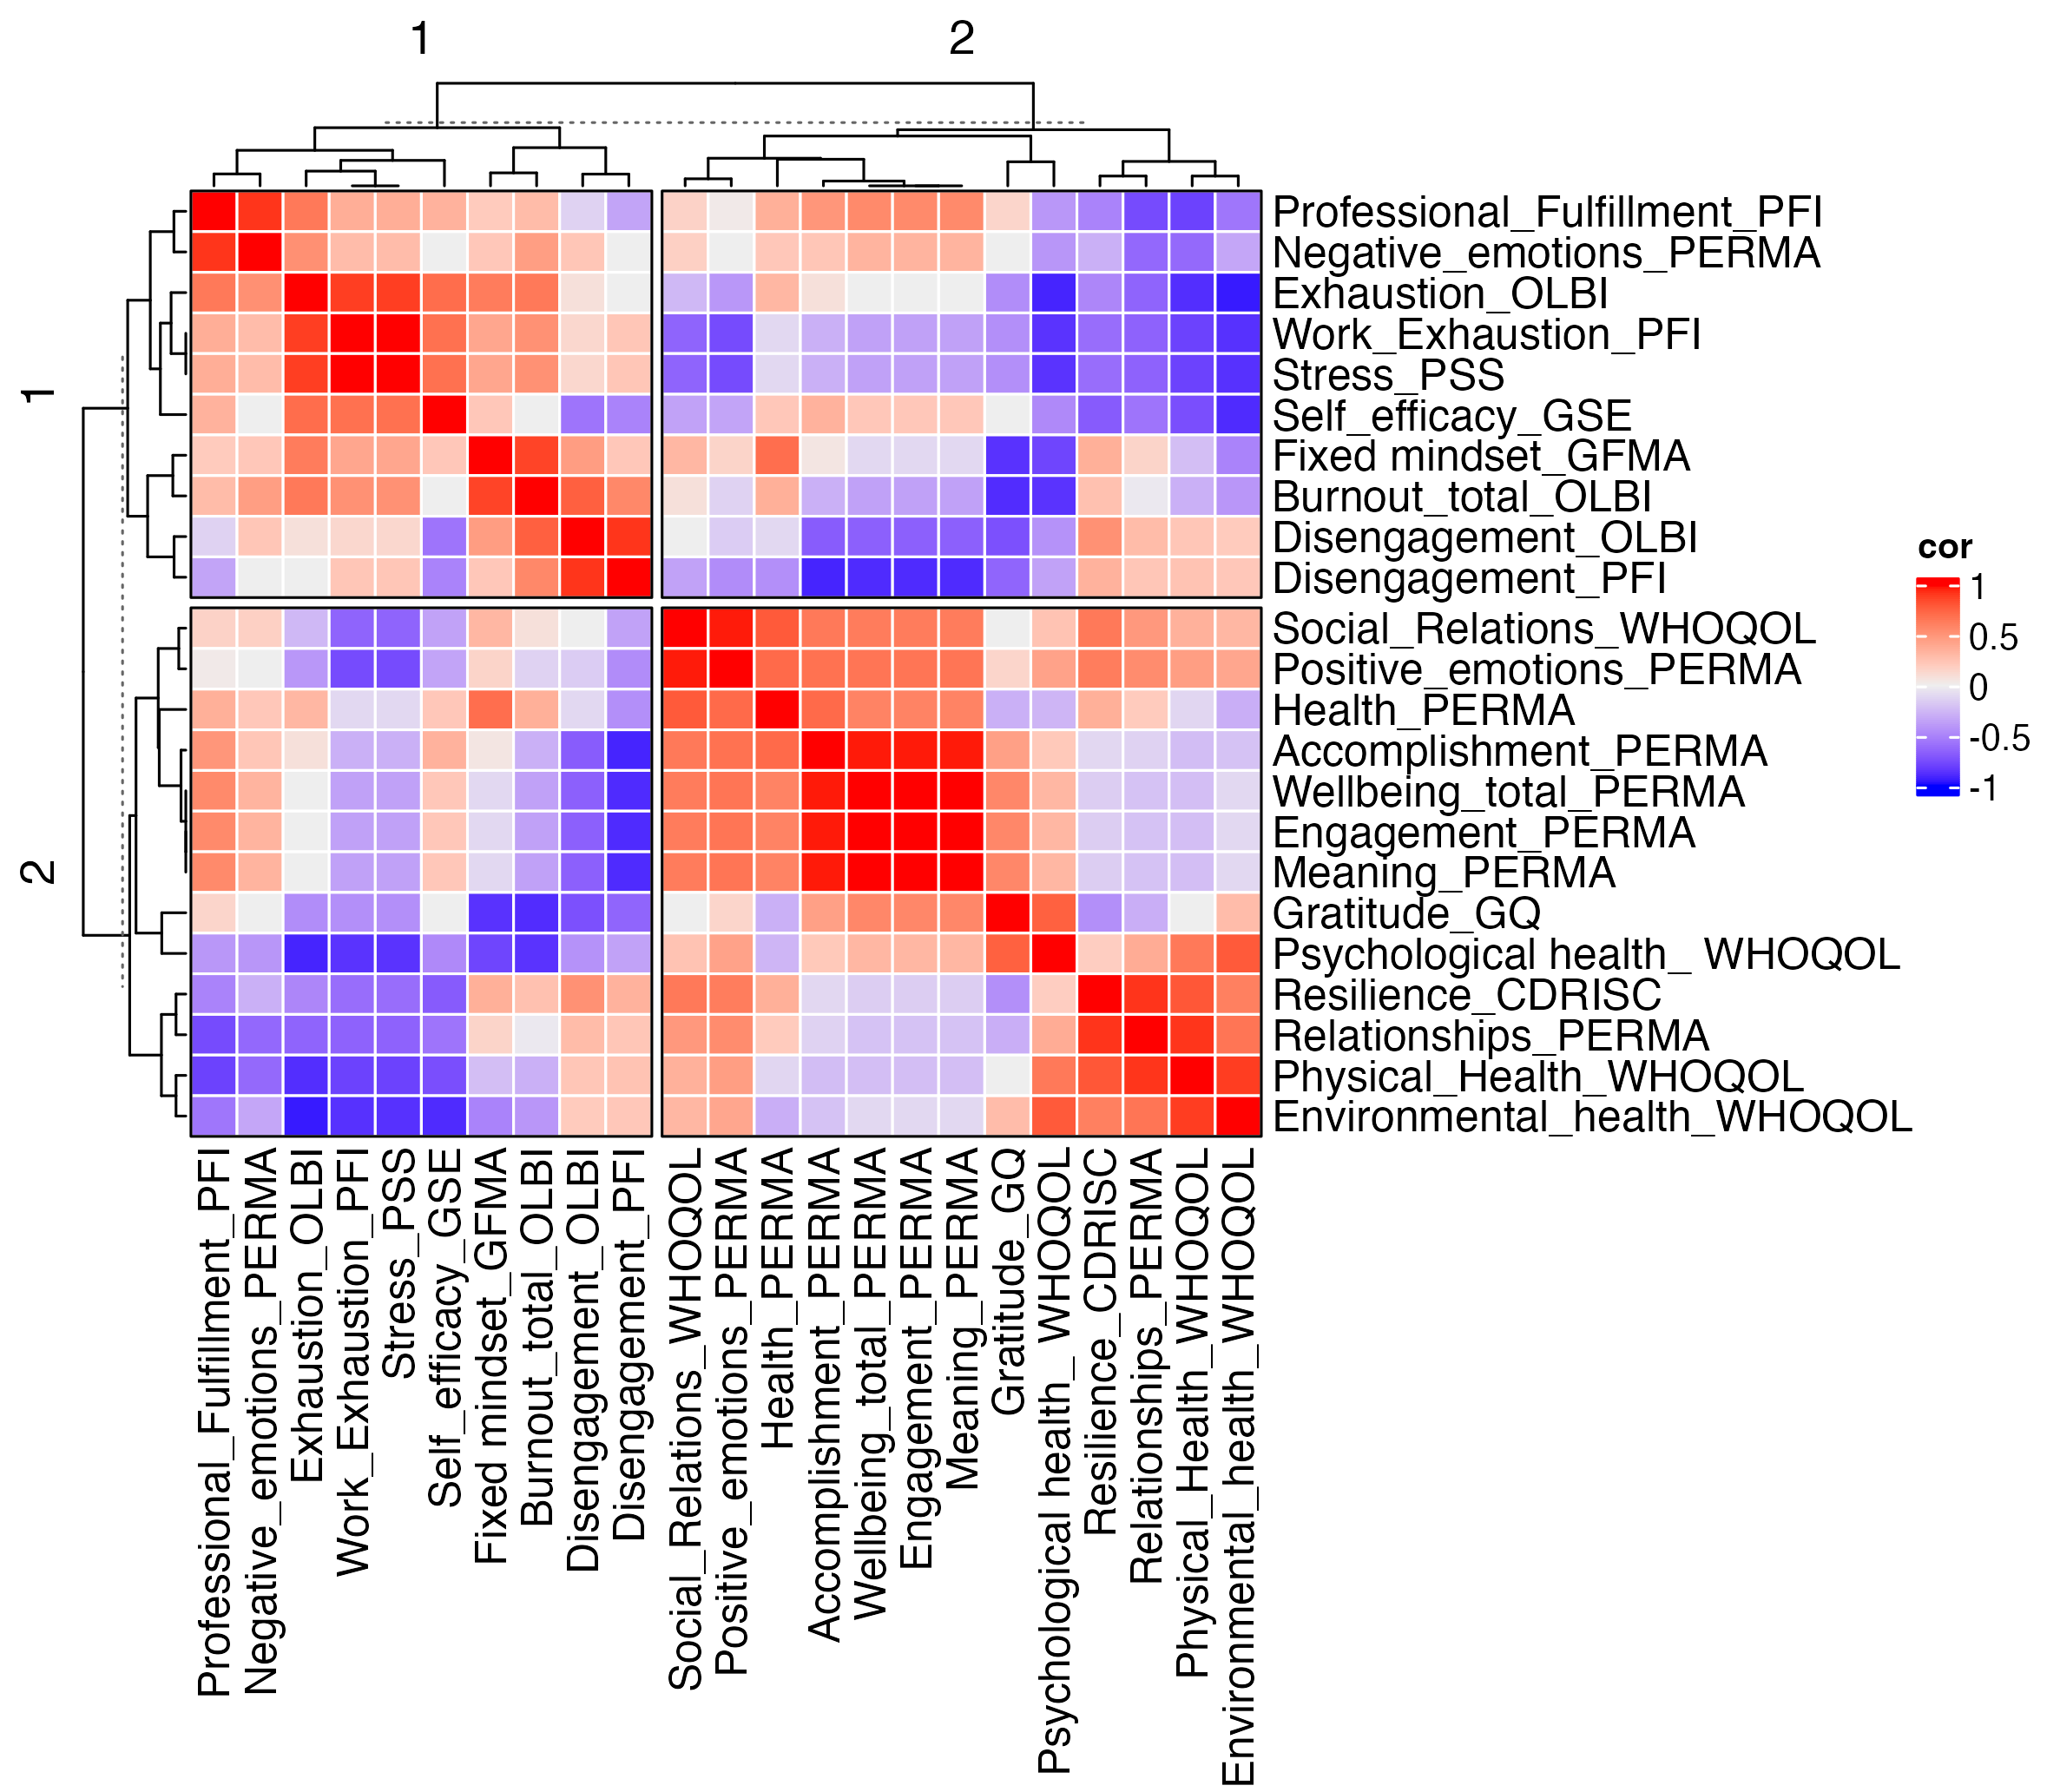 1
2
1
2
Professional_Fulfillment_PFI
Negative_emotions_PERMA
Exhaustion_OLBI
Work_Exhaustion_PFI
Stress_PSS
Self_efficacy_GSE
Fixed mindset_GFMA
Burnout_total_OLBI
Disengagement_OLBI
Disengagement_PFI
Social_Relations_WHOQOL
Positive_emotions_PERMA
Health_PERMA
Accomplishment_PERMA
Wellbeing_total_PERMA
Engagement_PERMA
Meaning_PERMA
Gratitude_GQ
Psychological health_ WHOQOL
Resilience_CDRISC
Relationships_PERMA
Physical_Health_WHOQOL
Environmental_health_WHOQOL
cor
1
0.5
0
-0.5
-1
Professional_Fulfillment_PFI
Negative_emotions_PERMA
Exhaustion_OLBI
Work_Exhaustion_PFI
Stress_PSS
Self_efficacy_GSE
Fixed mindset_GFMA
Burnout_total_OLBI
Disengagement_OLBI
Disengagement_PFI
Social_Relations_WHOQOL
Positive_emotions_PERMA
Health_PERMA
Accomplishment_PERMA
Wellbeing_total_PERMA
Engagement_PERMA
Meaning_PERMA
Gratitude_GQ
Psychological health_ WHOQOL
Resilience_CDRISC
Relationships_PERMA
Physical_Health_WHOQOL
Environmental_health_WHOQOL